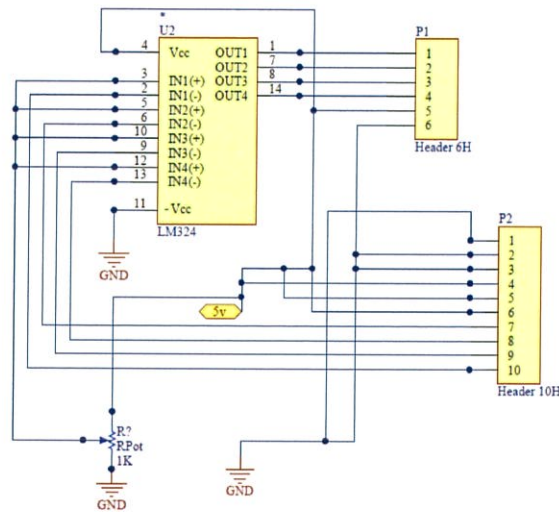 *
U2
4 Vcc OUT1 1
OUT2 7
3 IN1(+) OUT3 8
2 IN1(-) OUT4 14
5 IN2(+)
6 IN2(-)
10 IN3(+)
9 IN3(-)
12 IN4(+)
13 IN4(-)
11 -Vcc
LM324
GND
P1
1
2
3
4
5
6
Header 6H
P2
1
2
3
4
5
6
7
8
9
10
Header 10H
5v
R?
RPot
1K
GND
GND